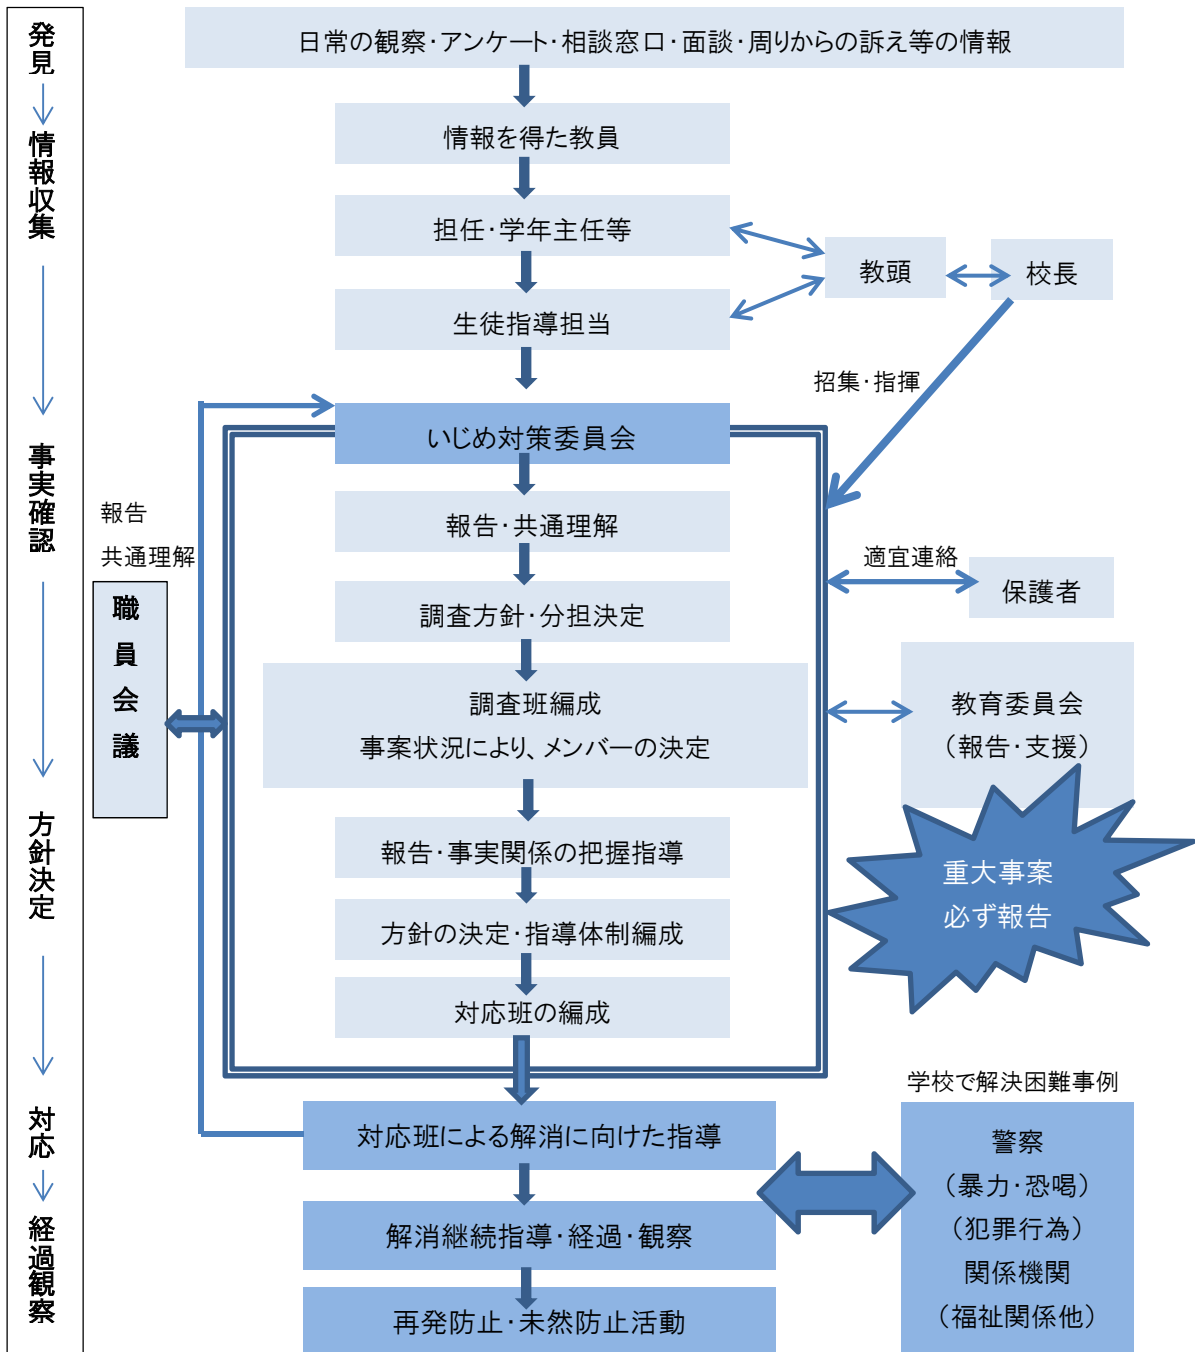 発見
情報収集
事実確認
方針決定
対応
経過観察
日常の観察・アンケート・相談窓口・面談・周りからの訴え等の情報
情報を得た教員
担任・学年主任等
教頭
校長
生徒指導担当
招集・指揮
いじめ対策委員会
報告
共通理解
職員会議
報告・共通理解
適宜連絡
保護者
調査方針・分担決定
調査班編成
事案状況により、メンバーの決定
教育委員会
（報告・支援）
報告・事実関係の把握指導
重大事案
必ず報告
方針の決定・指導体制編成
対応班の編成
学校で解決困難事例
対応班による解消に向けた指導
警察
（暴力・恐喝）
（犯罪行為）
関係機関
（福祉関係他）
解消継続指導・経過・観察
再発防止・未然防止活動